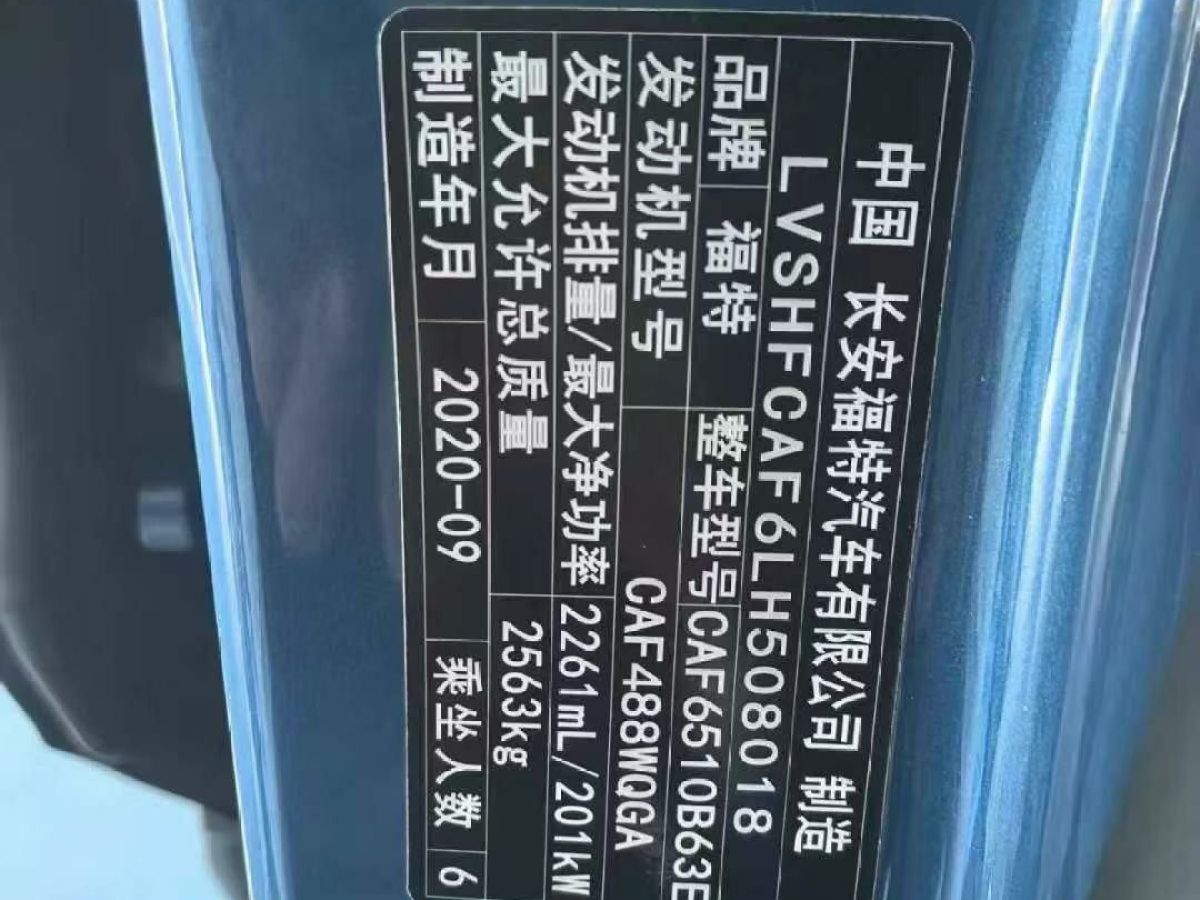 中国 长安福特汽车有限公司 制造
LVSHFCAF6LH508018
品牌 福特 整车型号 CAF6510B63E
发动机型号 CAF488WQGA
发动机排量/最大净功率 2261mL/201kW
最大允许总质量 2563kg
制造年月 2020-09 乘坐人数 6